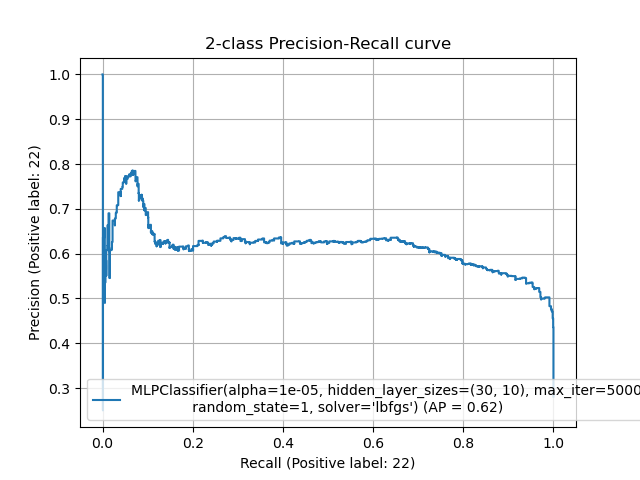 2-class Precision-Recall curve
1.0
0.9
0.8
0.7
0.6
0.5
0.4
0.3
Precision (Positive label: 22)
MLPClassifier(alpha=1e-05, hidden_layer_sizes=(30, 10), max_iter=5000
random_state=1, solver='lbfgs') (AP = 0.62)
0.0 0.2 0.4 0.6 0.8 1.0
Recall (Positive label: 22)